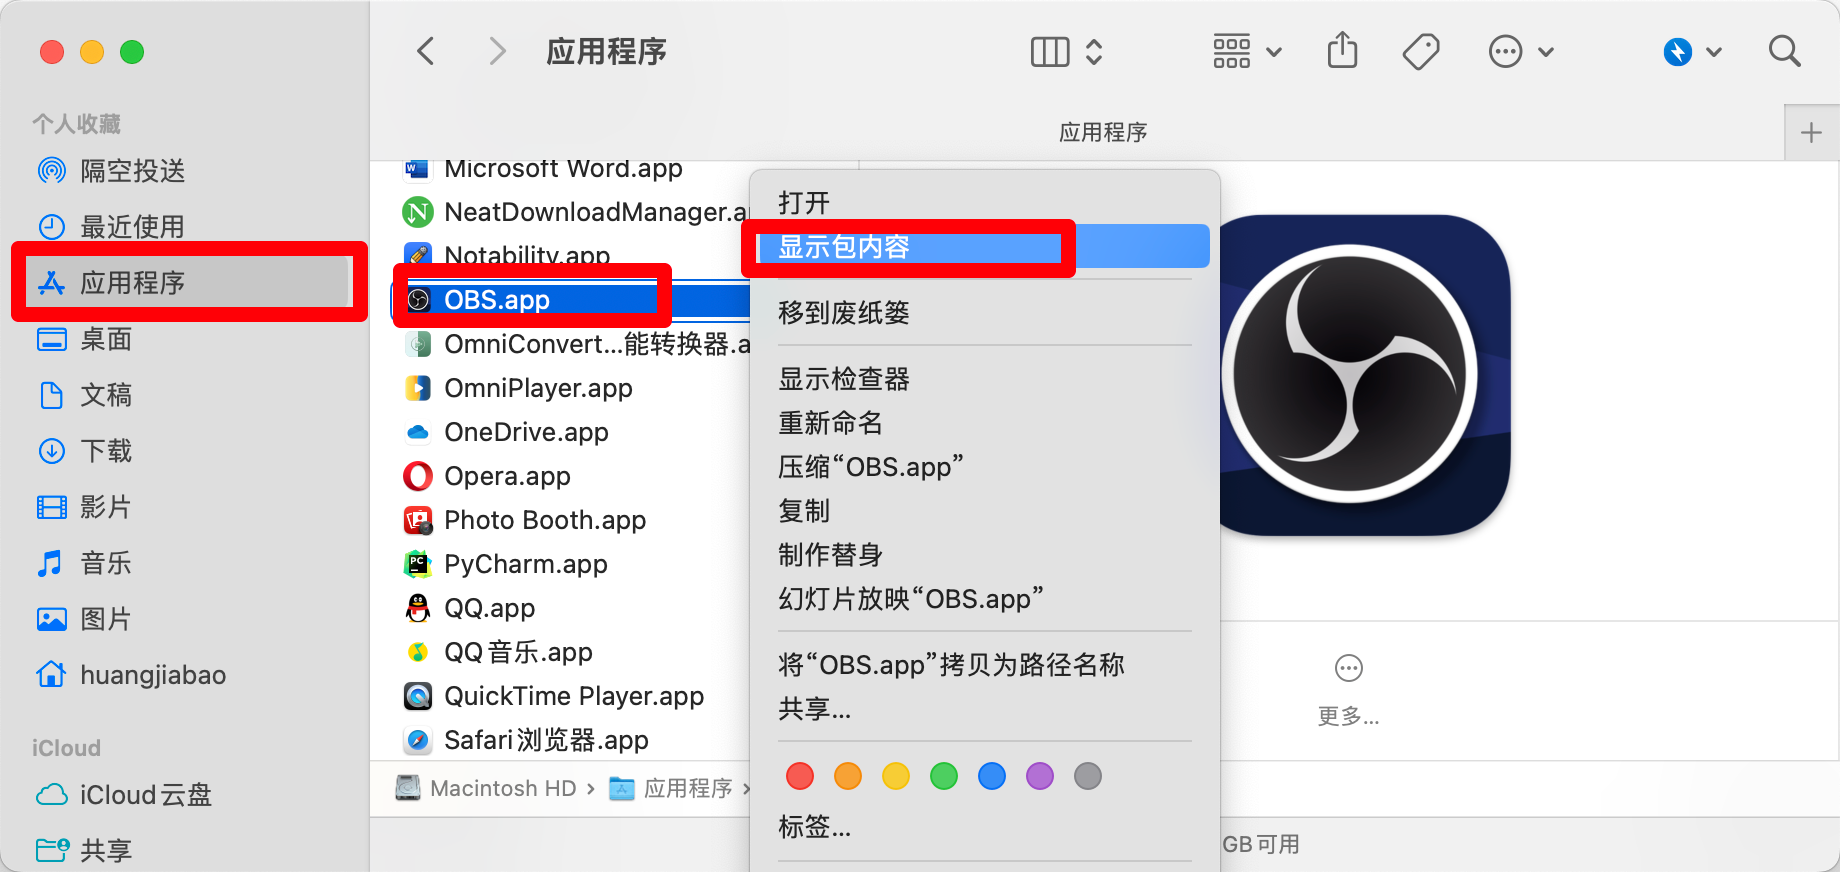 应用程序
应用程序
个人收藏
隔空投送
最近使用
应用程序
桌面
文稿
下载
影片
音乐
图片
huangjiabao
iCloud
iCloud云盘
共享
Microsoft Word.app
NeatDownloadManager.a
Notability.app
OBS.app
OmniConvert...能转换器.a
OmniPlayer.app
OneDrive.app
Opera.app
Photo Booth.app
PyCharm.app
QQ.app
QQ音乐.app
QuickTime Player.app
Safari浏览器.app
Macintosh HD › 应用程序 ›
打开
显示包内容
移到废纸篓
显示检查器
重新命名
压缩“OBS.app”
复制
制作替身
幻灯片放映“OBS.app”
将“OBS.app”拷贝为路径名称
共享...
标签...
更多...
GB可用